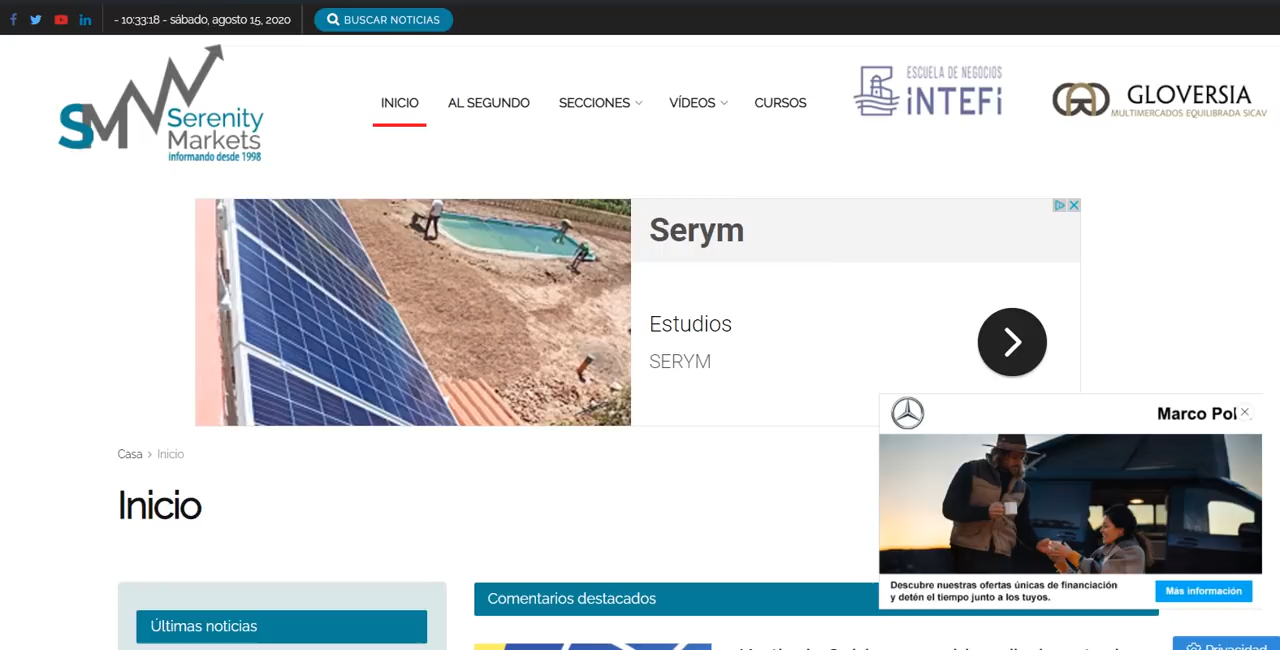 - 10:33:18 - sábado, agosto 15, 2020
BUSCAR NOTICIAS
SMN Serenity
Markets
informando desde 1998
INICIO
AL SEGUNDO
SECCIONES
VÍDEOS
CURSOS
ESCUELA DE NEGOCIOS
iNTEFi
GLOVERSIA
MULTIMERCADOS EQUILIBRADA SICAV
Serym
Estudios
SERYM
Marco Pol
Casa > Inicio
Inicio
Descubre nuestras ofertas únicas de financiación
y detén el tiempo junto a los tuyos.
Más información
Comentarios destacados
Últimas noticias
Privacidad